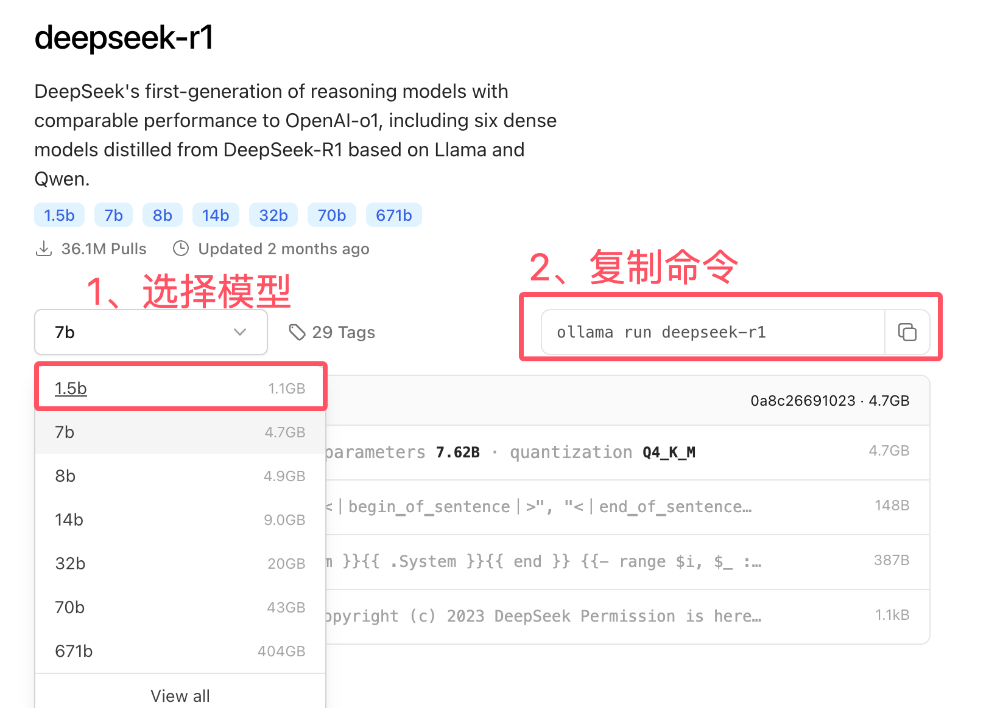 deepseek-r1
DeepSeek's first-generation of reasoning models with
comparable performance to OpenAI-o1, including six dense
models distilled from DeepSeek-R1 based on Llama and
Qwen.
1.5b 7b 8b 14b 32b 70b 671b
36.1M Pulls Updated 2 months ago
1、选择模型
2、复制命令
7b
29 Tags
ollama run deepseek-r1
1.5b 1.1GB
0a8c26691023 · 4.7GB
7b 4.7GB
parameters 7.62B · quantization Q4_K_M 4.7GB
8b 4.9GB
<｜begin_of_sentence｜>", "<｜end_of_sentence… 148B
14b 9.0GB
32b 20GB
m }}{{ .System }}{{ end }} {{- range $i, $_ :… 387B
70b 43GB
opyright (c) 2023 DeepSeek Permission is here… 1.1kB
671b 404GB
View all